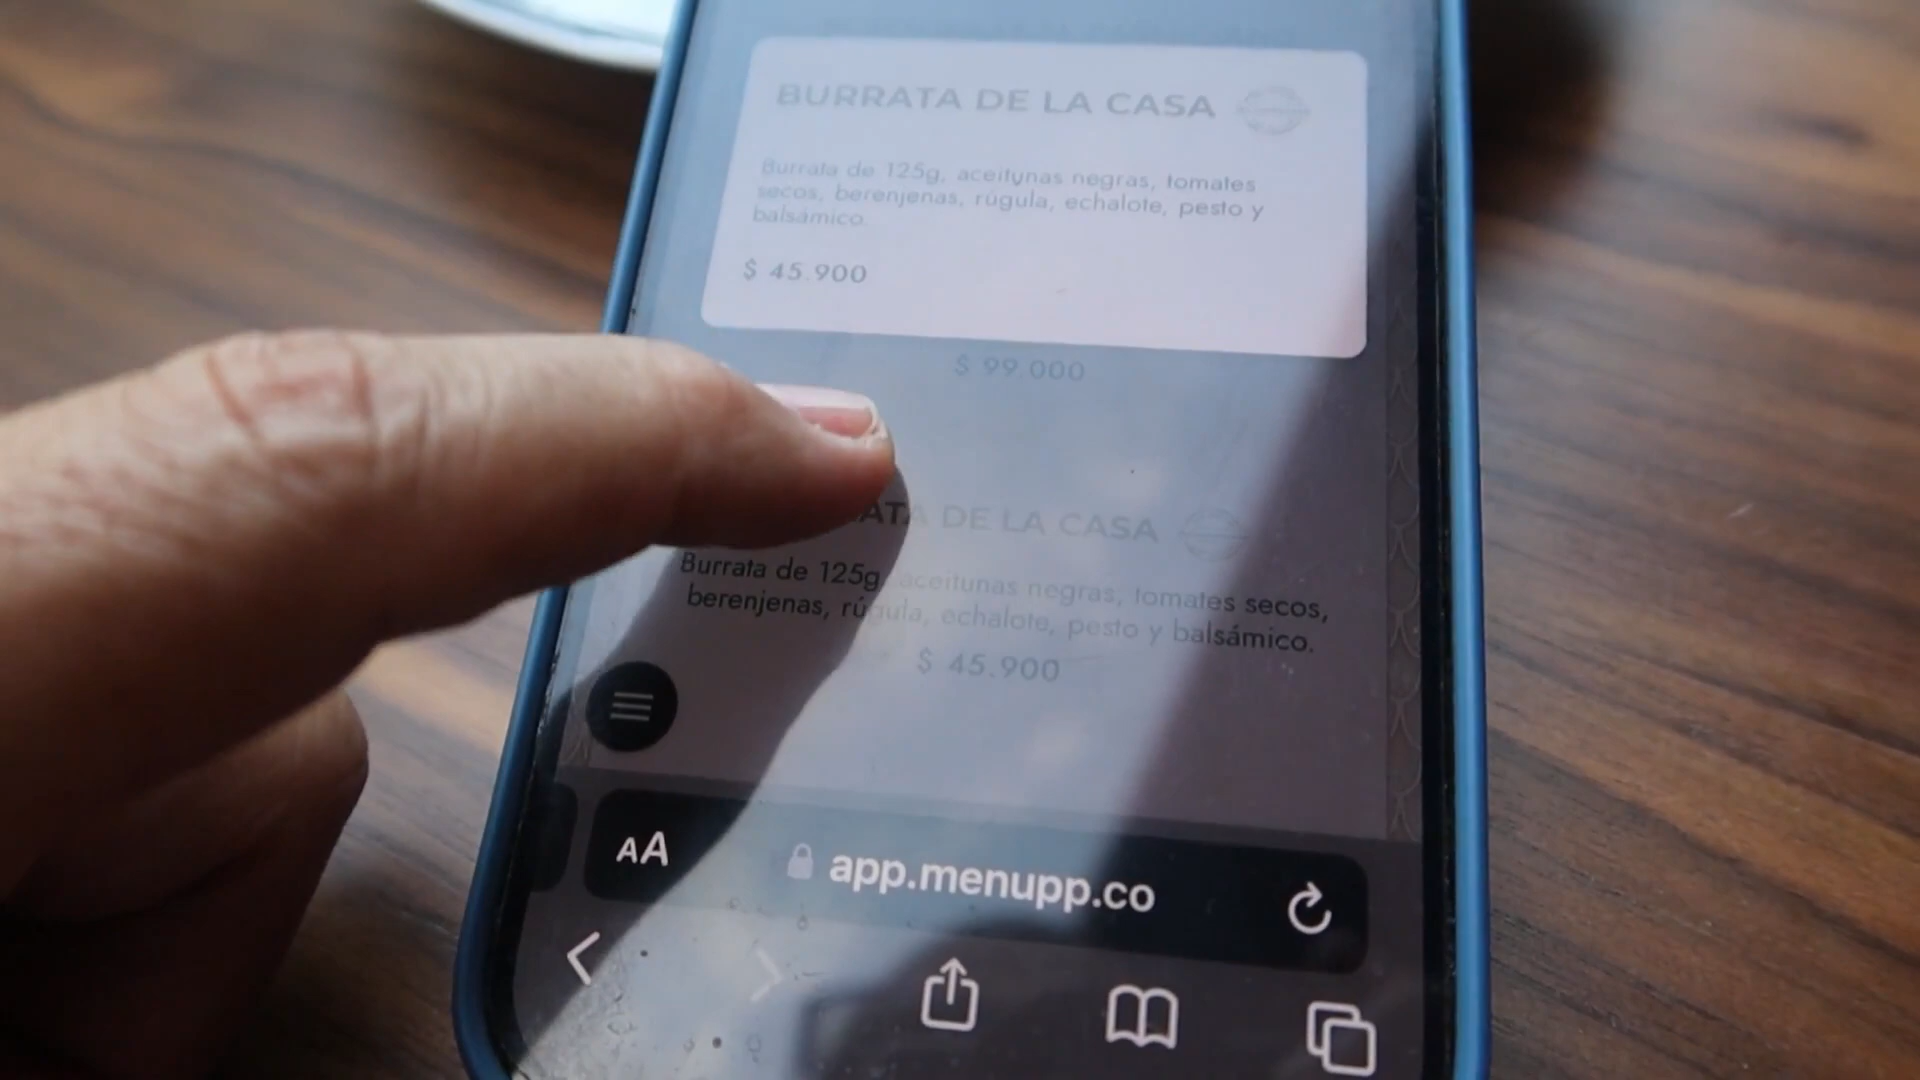 BURRATA DE LA CASA
Burrata de 125g, aceitunas negras, tomates
secos, berenjenas, rúgula, echalote, pesto y
balsámico.
$ 45.900
$ 99.000
ATA DE LA CASA
Burrata de 125g, aceitunas negras, tomates secos,
berenjenas, rúgula, echalote, pesto y balsámico.
$ 45.900
AA
app.menupp.co